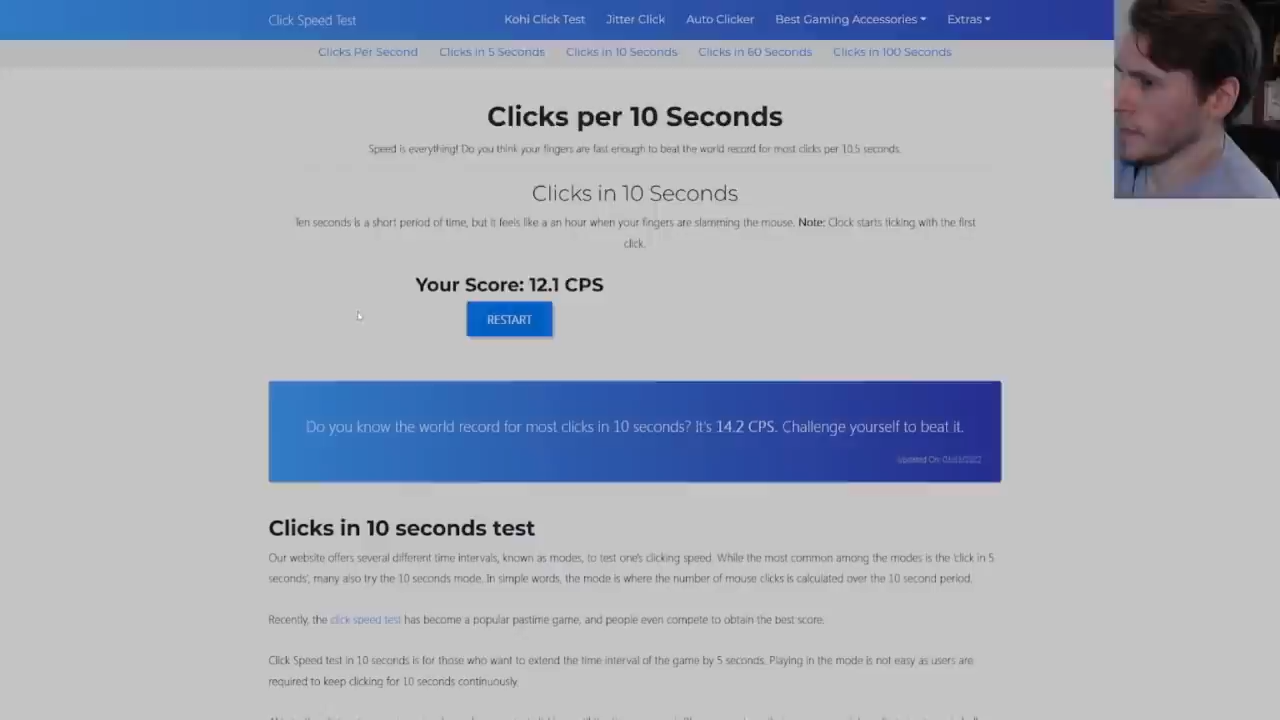 Click Speed Test Kohi Click Test Jitter Click Auto Clicker Best Gaming Accessories Extras
Clicks Per Second Clicks in 5 Seconds Clicks in 10 Seconds Clicks in 60 Seconds Clicks in 100 Seconds
Clicks per 10 Seconds
Speed is everything! Do you think your fingers are fast enough to beat the world record for most clicks per 10,5 seconds.
Clicks in 10 Seconds
Ten seconds is a short period of time, but it feels like a an hour when your fingers are slamming the mouse. Note: Clock starts ticking with the first
click.
Your Score: 12.1 CPS
RESTART
Do you know the world record for most clicks in 10 seconds? It's 14.2 CPS. Challenge yourself to beat it.
Updated On:
Clicks in 10 seconds test
Our website offers several different time intervals, known as modes, to test one's clicking speed. While the most common among the modes is the 'click in 5
seconds', many also try the 10 seconds mode. In simple words, the mode is where the number of mouse clicks is calculated over the 10 second period.
Recently, the click speed test has become a popular pastime game, and people even compete to obtain the best score.
Click Speed test in 10 seconds is for those who want to extend the time interval of the game by 5 seconds. Playing in the mode is not easy as users are
required to keep clicking for 10 seconds continuously.